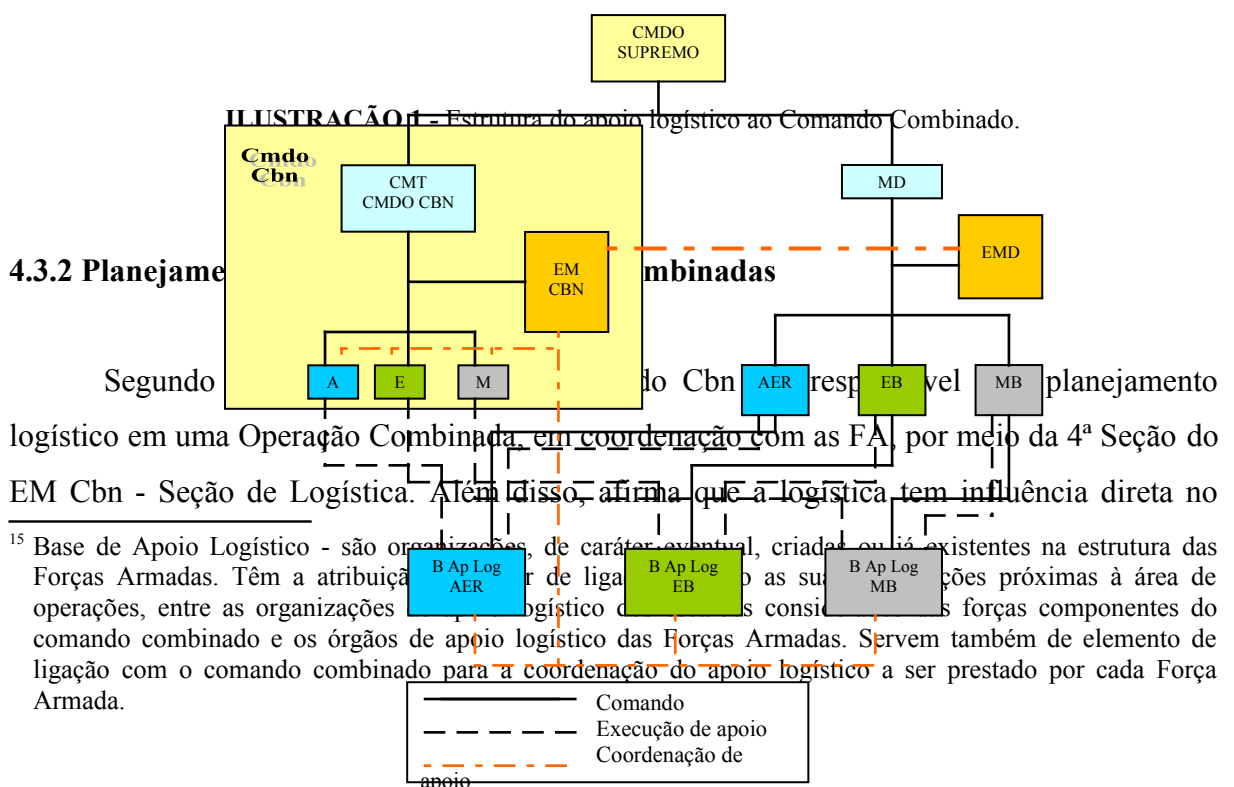 CMDO
SUPREMO
ILUSTRAÇÃO 1 - Estrutura do apoio logístico ao Comando Combinado.
Cmdo
Cbn
CMT
CMDO CBN
MD
EM
CBN
EMD
4.3.2 Planejame mbinadas
A
E
M
AER
EB
MB
Segundo do Cbn resp vel planejamento
logístico em uma Operação Combinada, em coordenação com as FA, por meio da 4ª Seção do
EM Cbn - Seção de Logística. Além disso, afirma que a logística tem influência direta no
15 Base de Apoio Logístico - são organizações, de caráter eventual, criadas ou já existentes na estrutura das
Forças Armadas. Têm a atribuiçã r de liga o as sua ções próximas à área de
operações, entre as organizações ogístico d s consid s forças componentes do
comando combinado e os órgãos de apoio logístico das Forças Armadas. Servem também de elemento de
ligação com o comando combinado para a coordenação do apoio logístico a ser prestado por cada Força
Armada.
B Ap Log
AER
B Ap Log
EB
B Ap Log
MB
Comando
Execução de apoio
Coordenação de
apoio